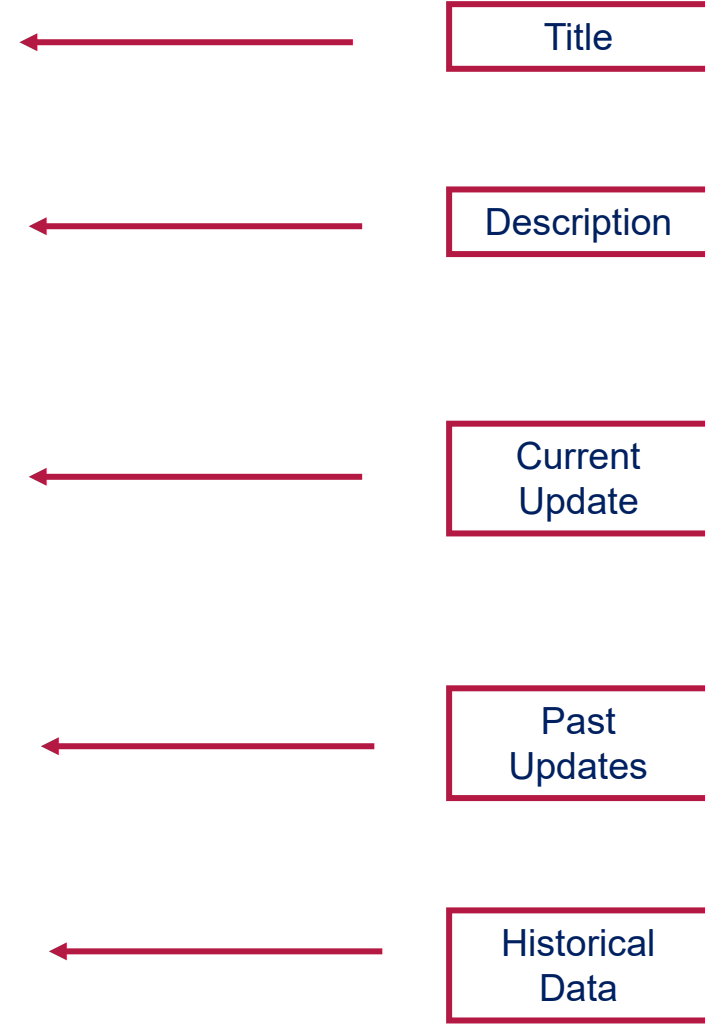 Title
Description
Current
Update
Past
Updates
Historical
Data